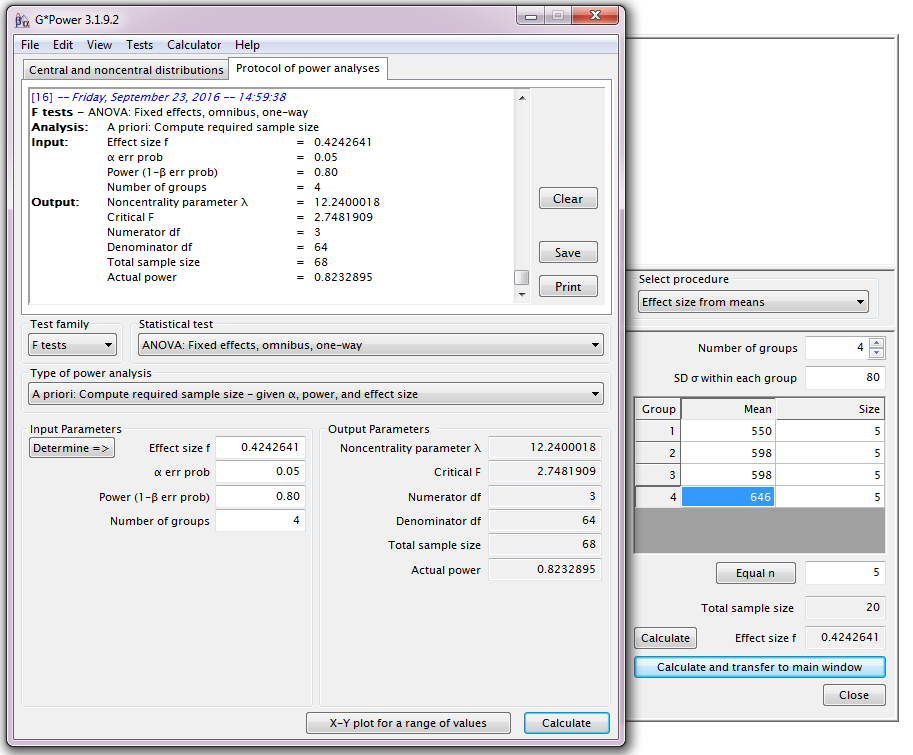 G*Power 3.1.9.2
File Edit View Tests Calculator Help
Central and noncentral distributions Protocol of power analyses
[16] -- Friday, September 23, 2016 -- 14:59:38
F tests - ANOVA: Fixed effects, omnibus, one-way
Analysis: A priori: Compute required sample size
Input: Effect size f = 0.4242641
α err prob = 0.05
Power (1-β err prob) = 0.80
Number of groups = 4
Output: Noncentrality parameter λ = 12.2400018
Critical F = 2.7481909
Numerator df = 3
Denominator df = 64
Total sample size = 68
Actual power = 0.8232895
Clear
Save
Print
Test family
F tests
Statistical test
ANOVA: Fixed effects, omnibus, one-way
Type of power analysis
A priori: Compute required sample size - given α, power, and effect size
Input Parameters
Determine => Effect size f 0.4242641
α err prob 0.05
Power (1-β err prob) 0.80
Number of groups 4
Output Parameters
Noncentrality parameter λ 12.2400018
Critical F 2.7481909
Numerator df 3
Denominator df 64
Total sample size 68
Actual power 0.8232895
X-Y plot for a range of values Calculate
Select procedure
Effect size from means
Number of groups 4
SD σ within each group 80
Group Mean Size
1 550 5
2 598 5
3 598 5
4 646 5
Equal n 5
Total sample size 20
Calculate Effect size f 0.4242641
Calculate and transfer to main window
Close